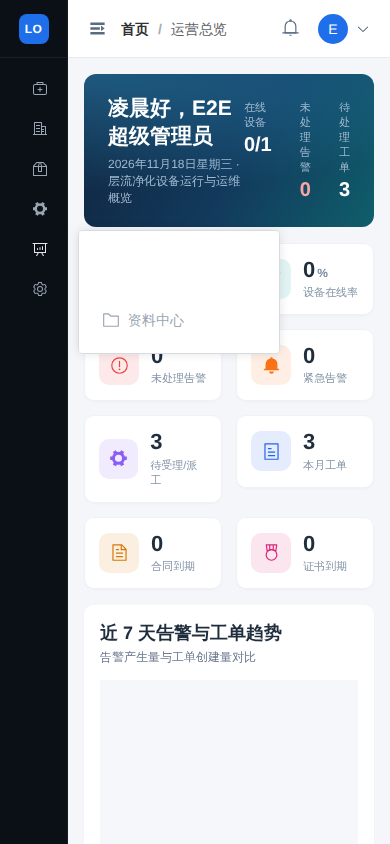 LO
首页 / 运营总览
E
凌晨好，E2E
超级管理员
2026年11月18日星期三 ·
层流净化设备运行与运维
概览
在线
设备
0/1
未
处
理
告
警
0
待
处
理
工
单
3
0%
设备在线率
资料中心
0
未处理告警
0
紧急告警
3
待受理/派
工
3
本月工单
0
合同到期
0
证书到期
近 7 天告警与工单趋势
告警产生量与工单创建量对比